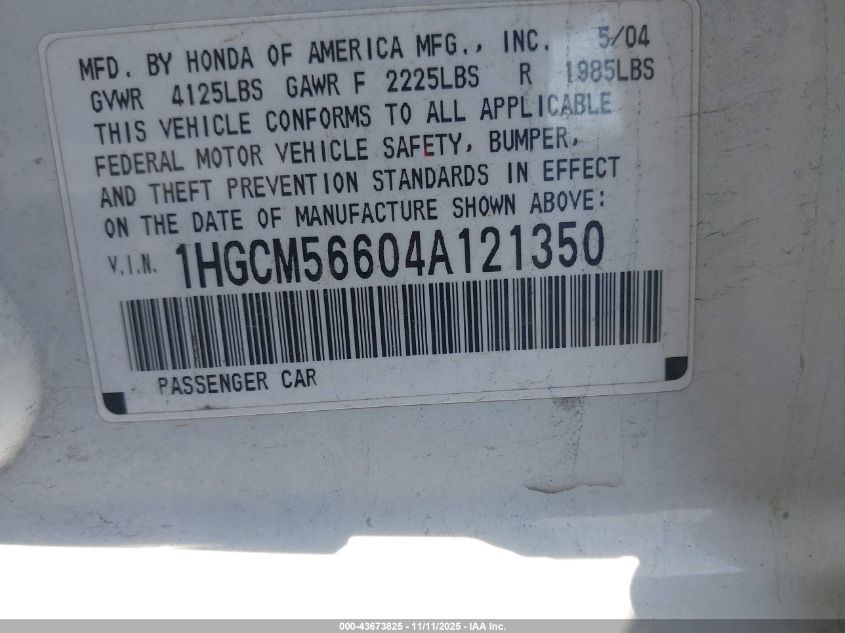 MFD. BY HONDA OF AMERICA MFG., INC. 5/04
GVWR 4125LBS GAWR F 2225LBS R 1985LBS
THIS VEHICLE CONFORMS TO ALL APPLICABLE
FEDERAL MOTOR VEHICLE SAFETY, BUMPER,
AND THEFT PREVENTION STANDARDS IN EFFECT
ON THE DATE OF MANUFACTURE SHOWN ABOVE:
V.I.N. 1HGCM56604A121350
PASSENGER CAR
000-43673825 - 11/11/2025 - IAA Inc.